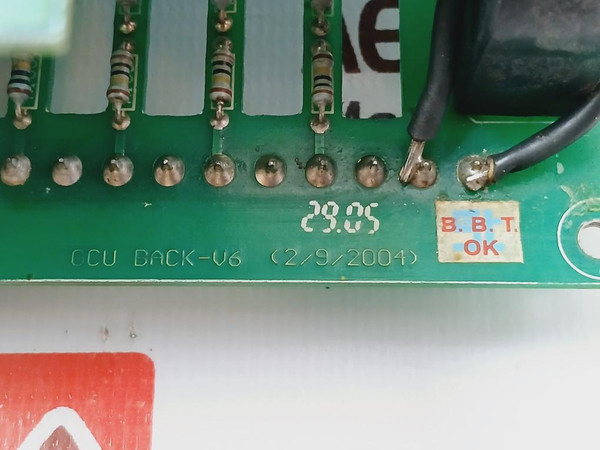 29.05
B. B. T.
OK
CCU BACK-V6 (2/9/2004)